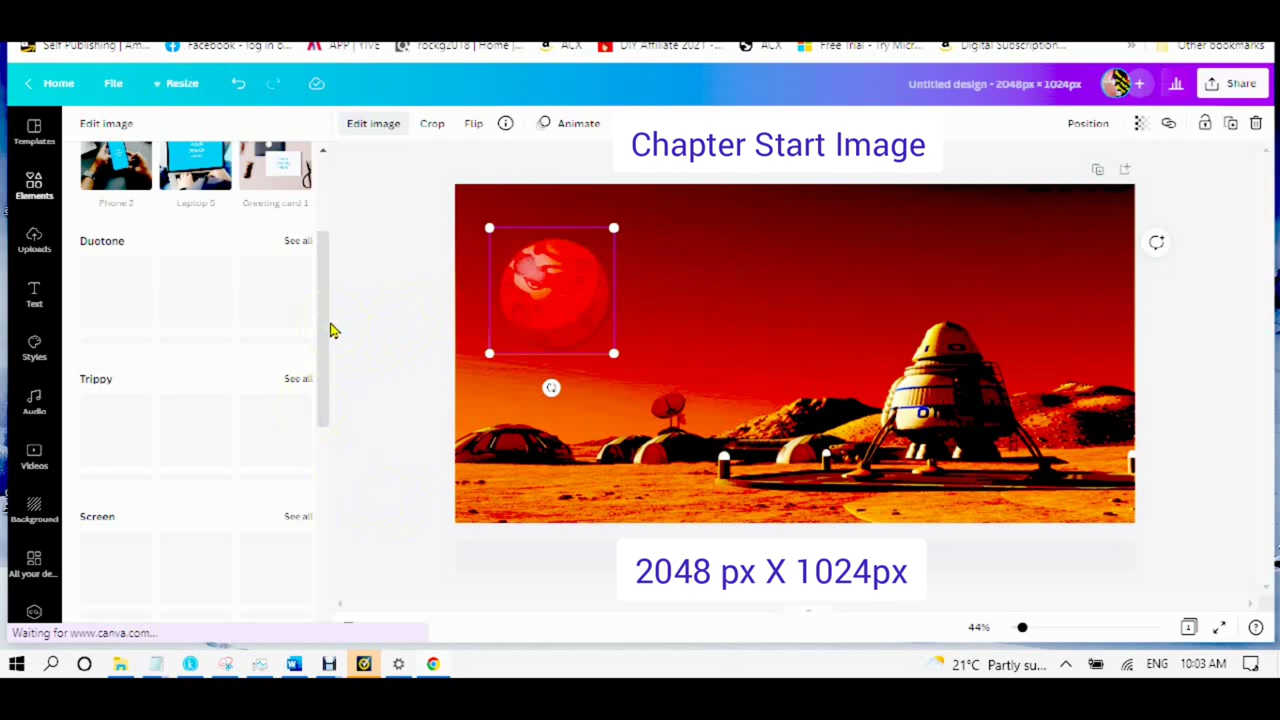 Self Publishing | Am...
Facebook - log in o...
APP | YIVE
rockg2018 | Home |...
ACX
DIY Affiliate 2021 -...
ACX
Free Trial - Try Micr...
Digital Subscription...
»
Other bookmarks
Home
File
Resize
Untitled design - 2048px × 1024px
+
Share
Templates
Elements
Uploads
Text
Styles
Audio
Videos
Background
All your de...
Edit image
Edit image
Crop
Flip
Animate
Position
Chapter Start Image
Phone 2
Laptop 5
Greeting card 1
Duotone
See all
Trippy
See all
Screen
See all
2048 px X 1024px
44%
1
?
Waiting for www.canva.com...
21°C Partly su...
ENG
10:03 AM